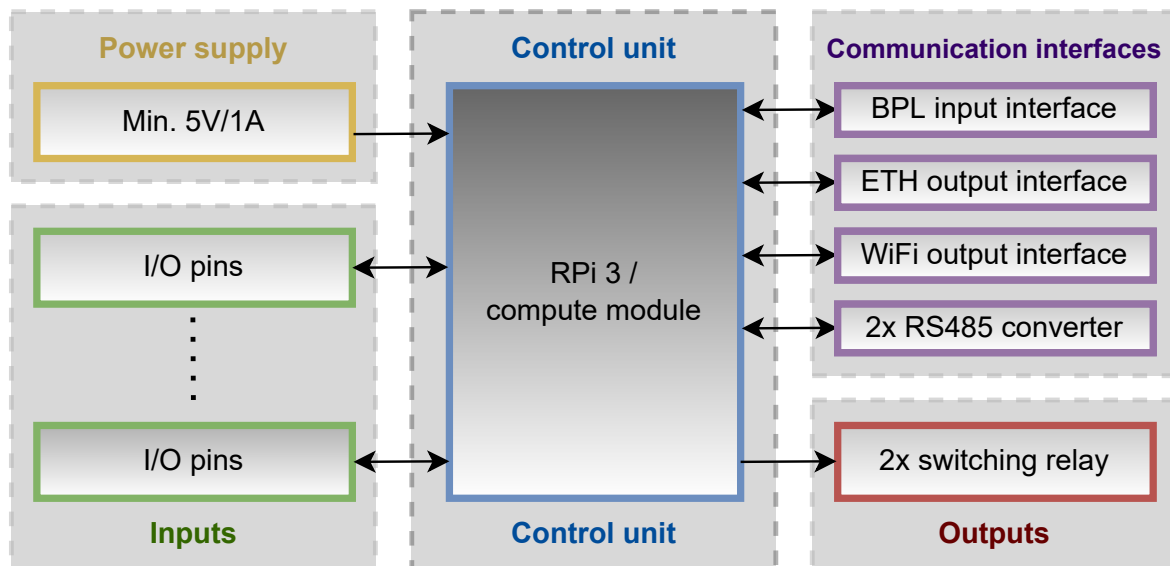 Power supply
Min. 5V/1A
I/O pins
I/O pins
Inputs
Control unit
RPi 3 /
compute module
Control unit
Communication interfaces
BPL input interface
ETH output interface
WiFi output interface
2x RS485 converter
2x switching relay
Outputs